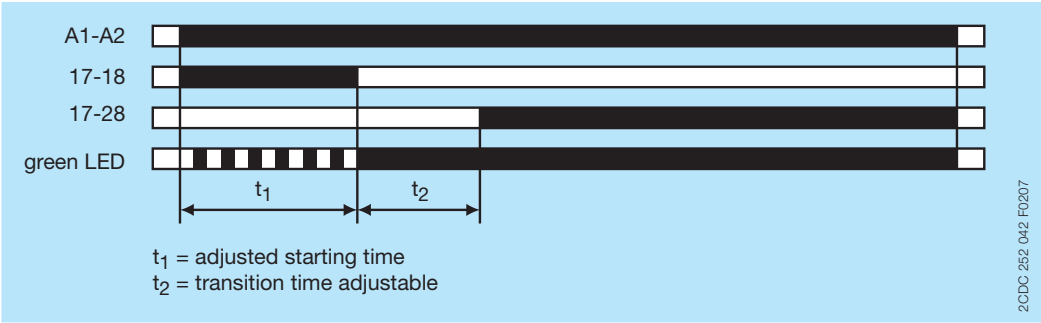 A1-A2
17-18
17-28
green LED
t1
t2
t1 = adjusted starting time
t2 = transition time adjustable
2CDC 252 042 F0207